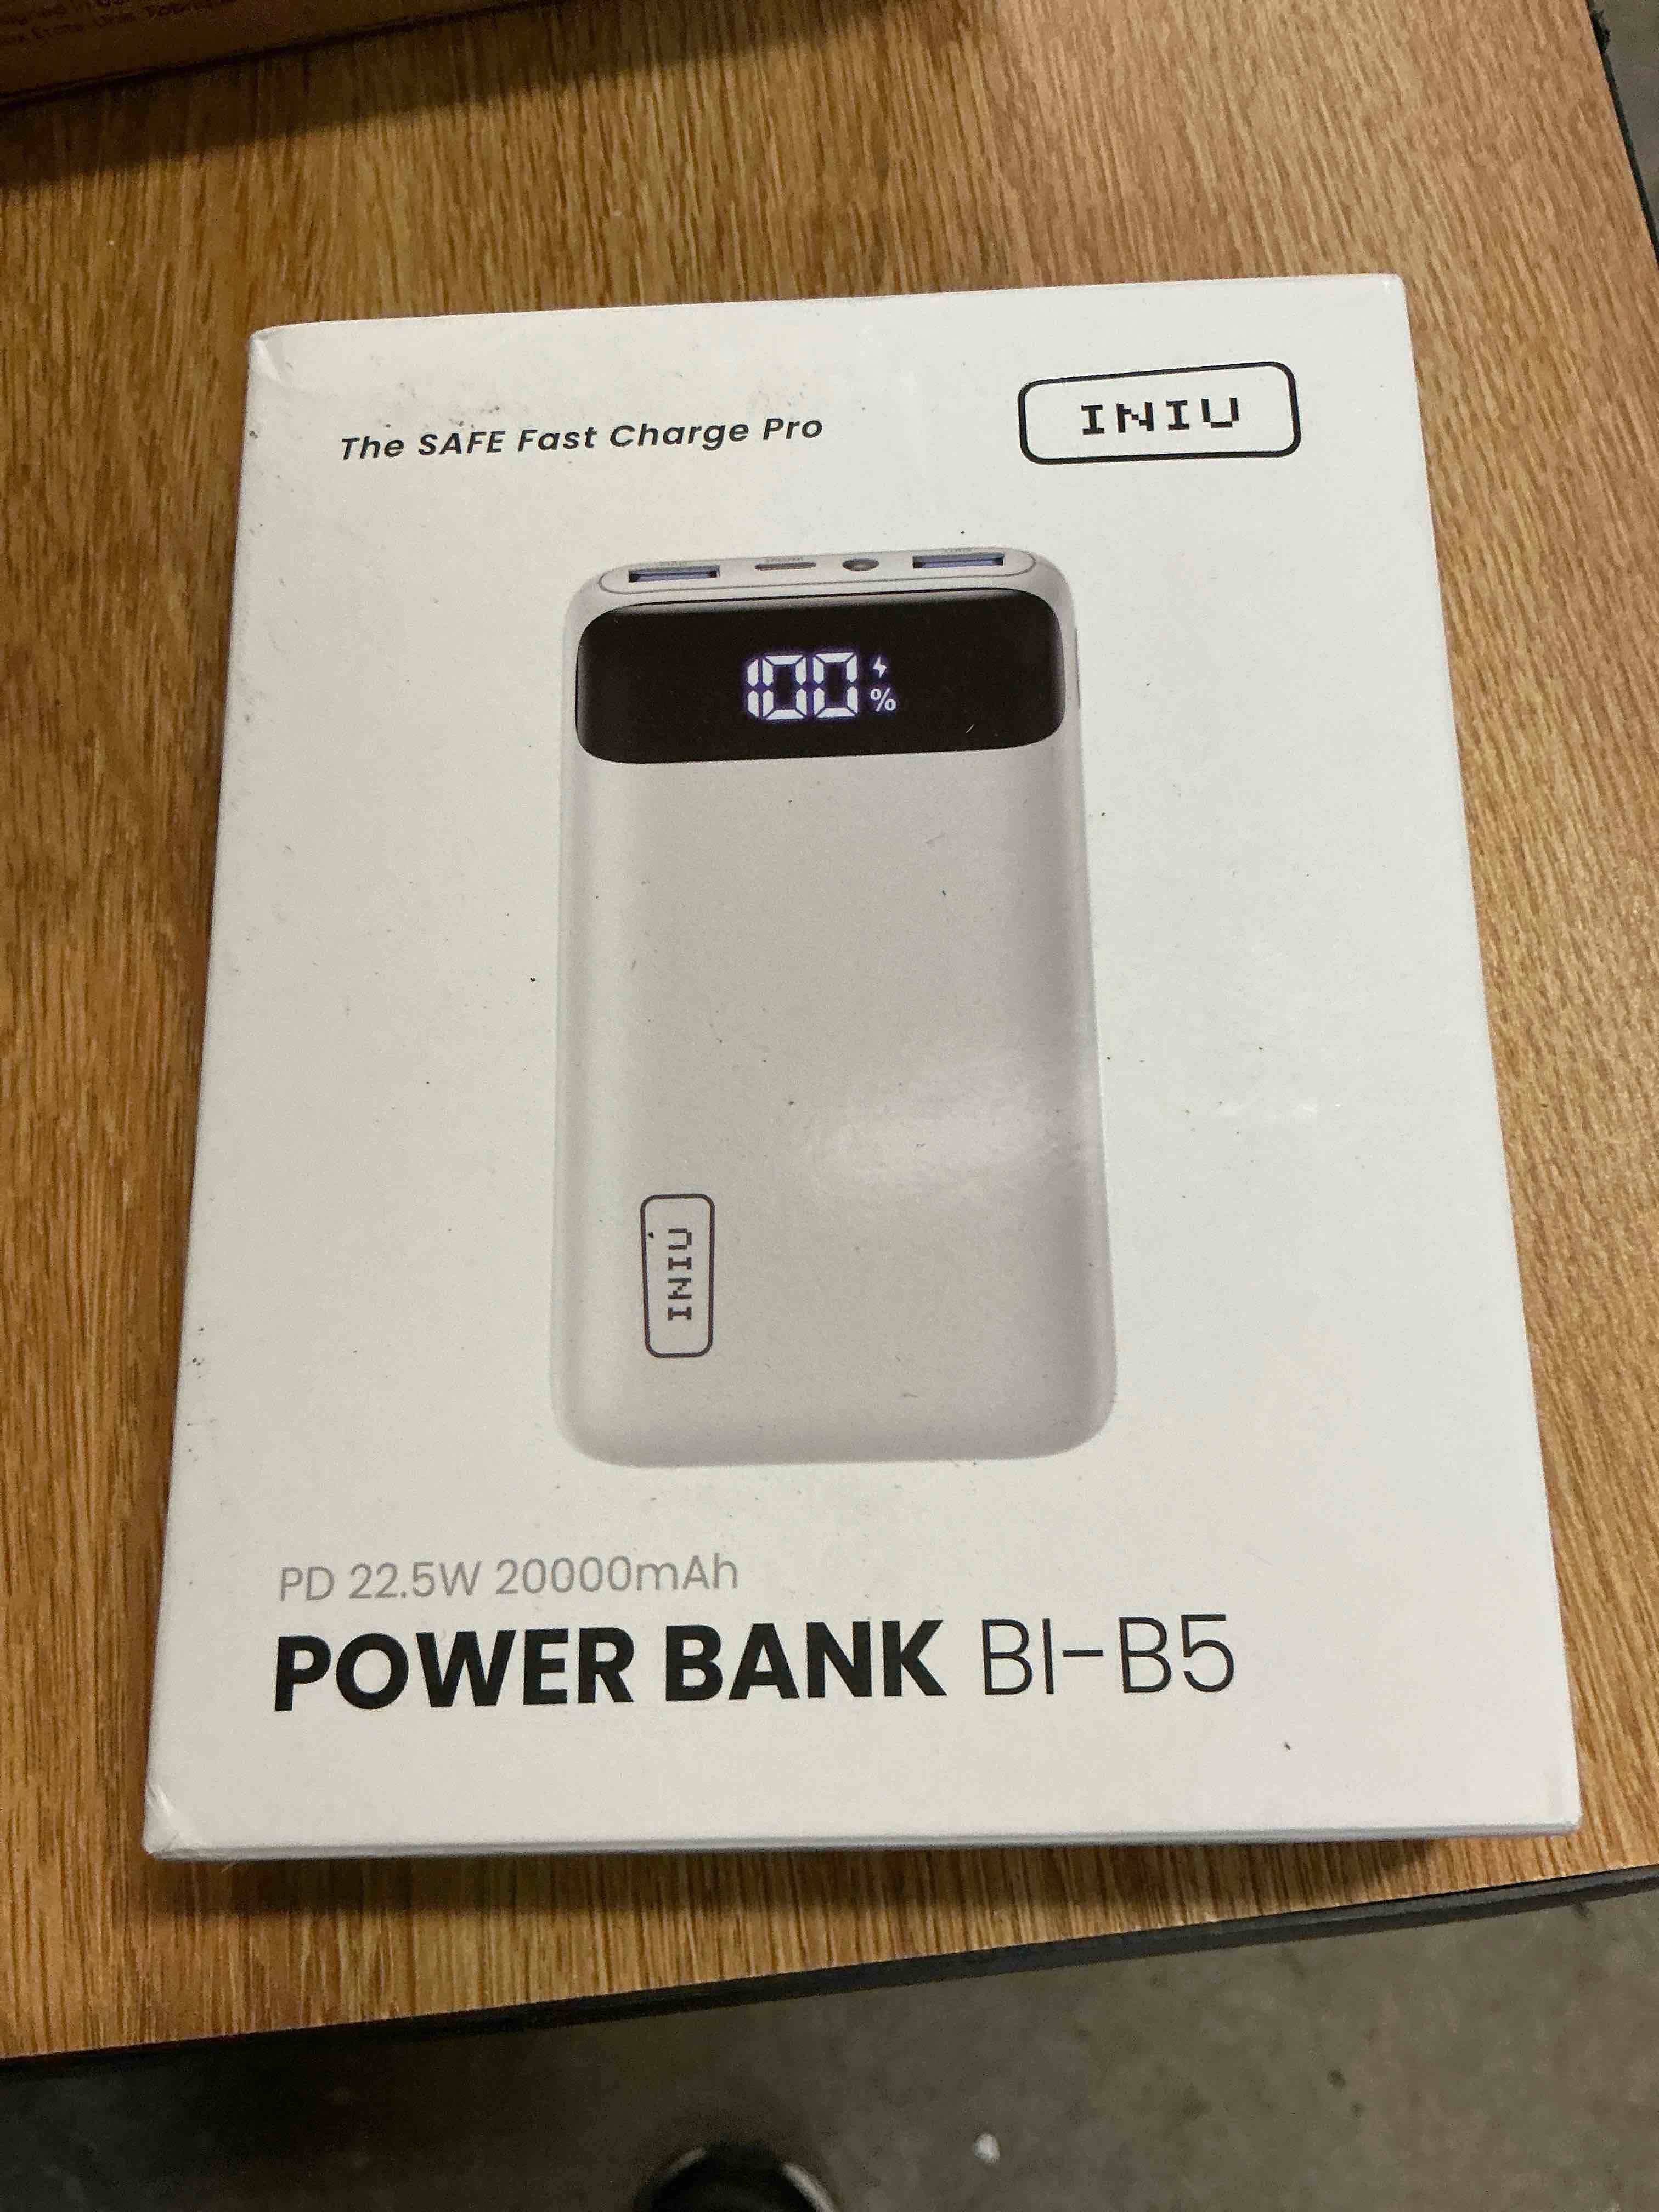 The SAFE Fast Charge Pro
INIU
100%
INIU
PD 22.5W 20000mAh
POWER BANK BI-B5